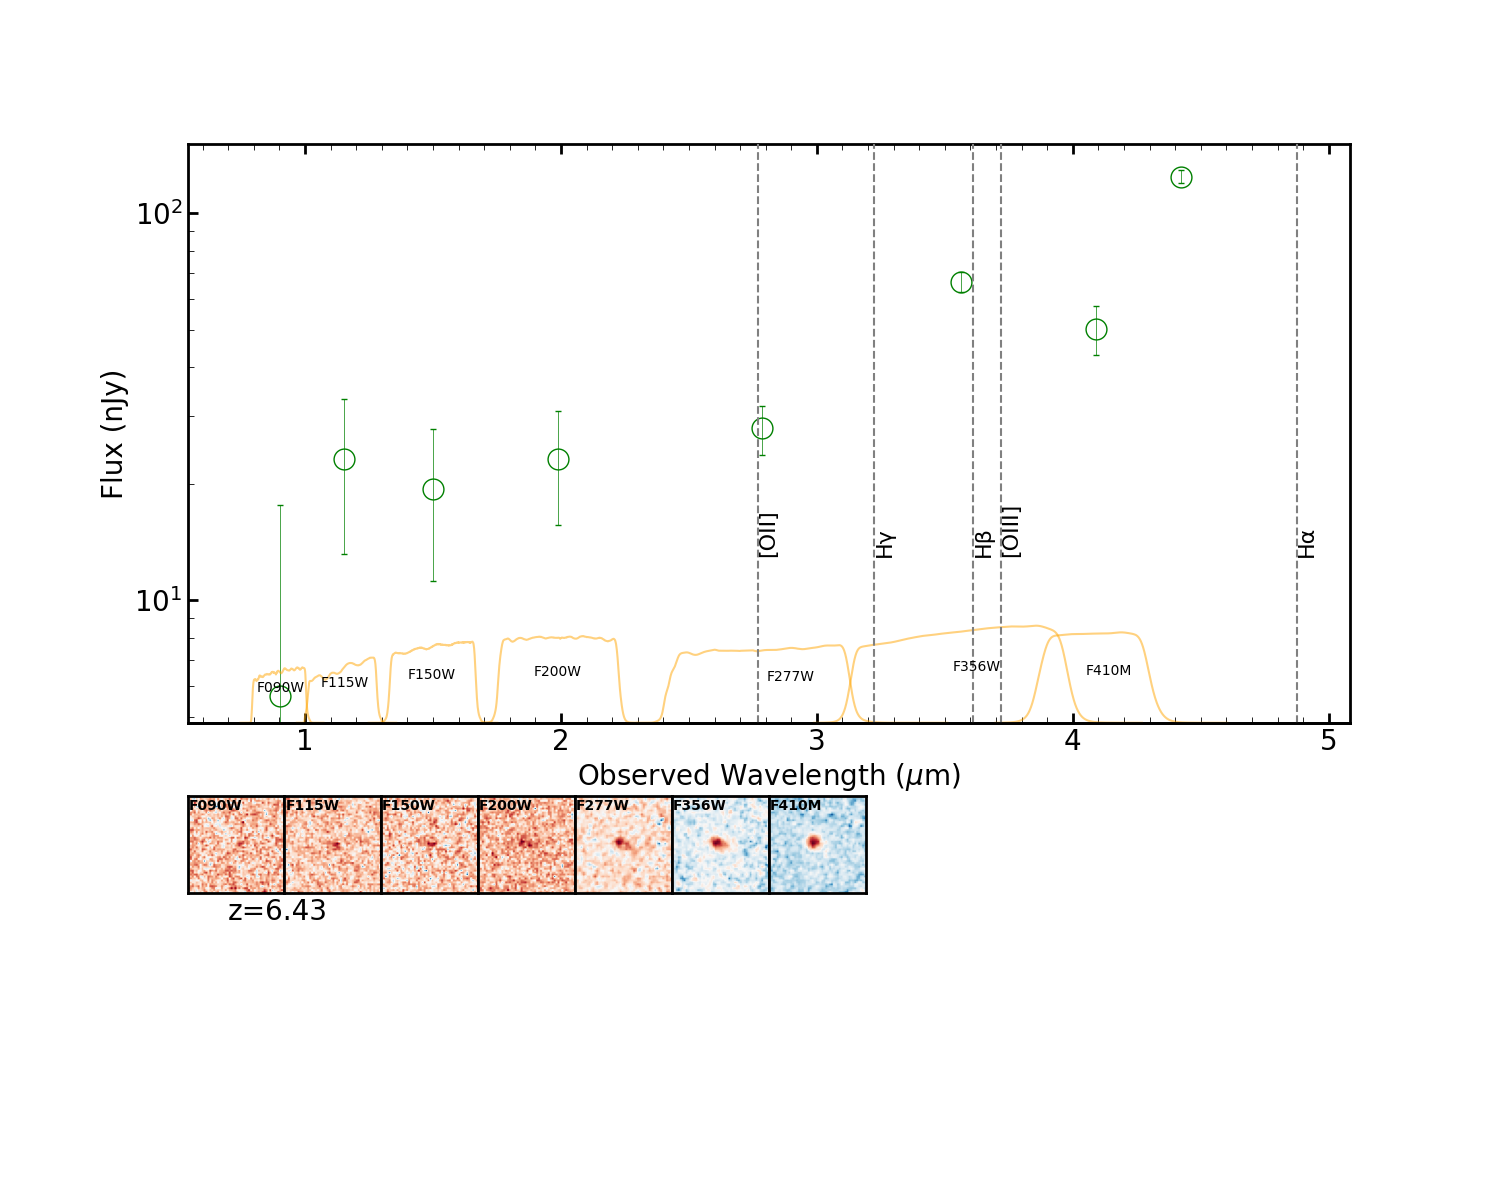 10²
10¹
Flux (nJy)
[OII]
Hγ
Hβ
[OIII]
Hα
F090W
F115W
F150W
F200W
F277W
F356W
F410M
1
2
3
4
5
Observed Wavelength (μm)
F090W
F115W
F150W
F200W
F277W
F356W
F410M
z=6.43